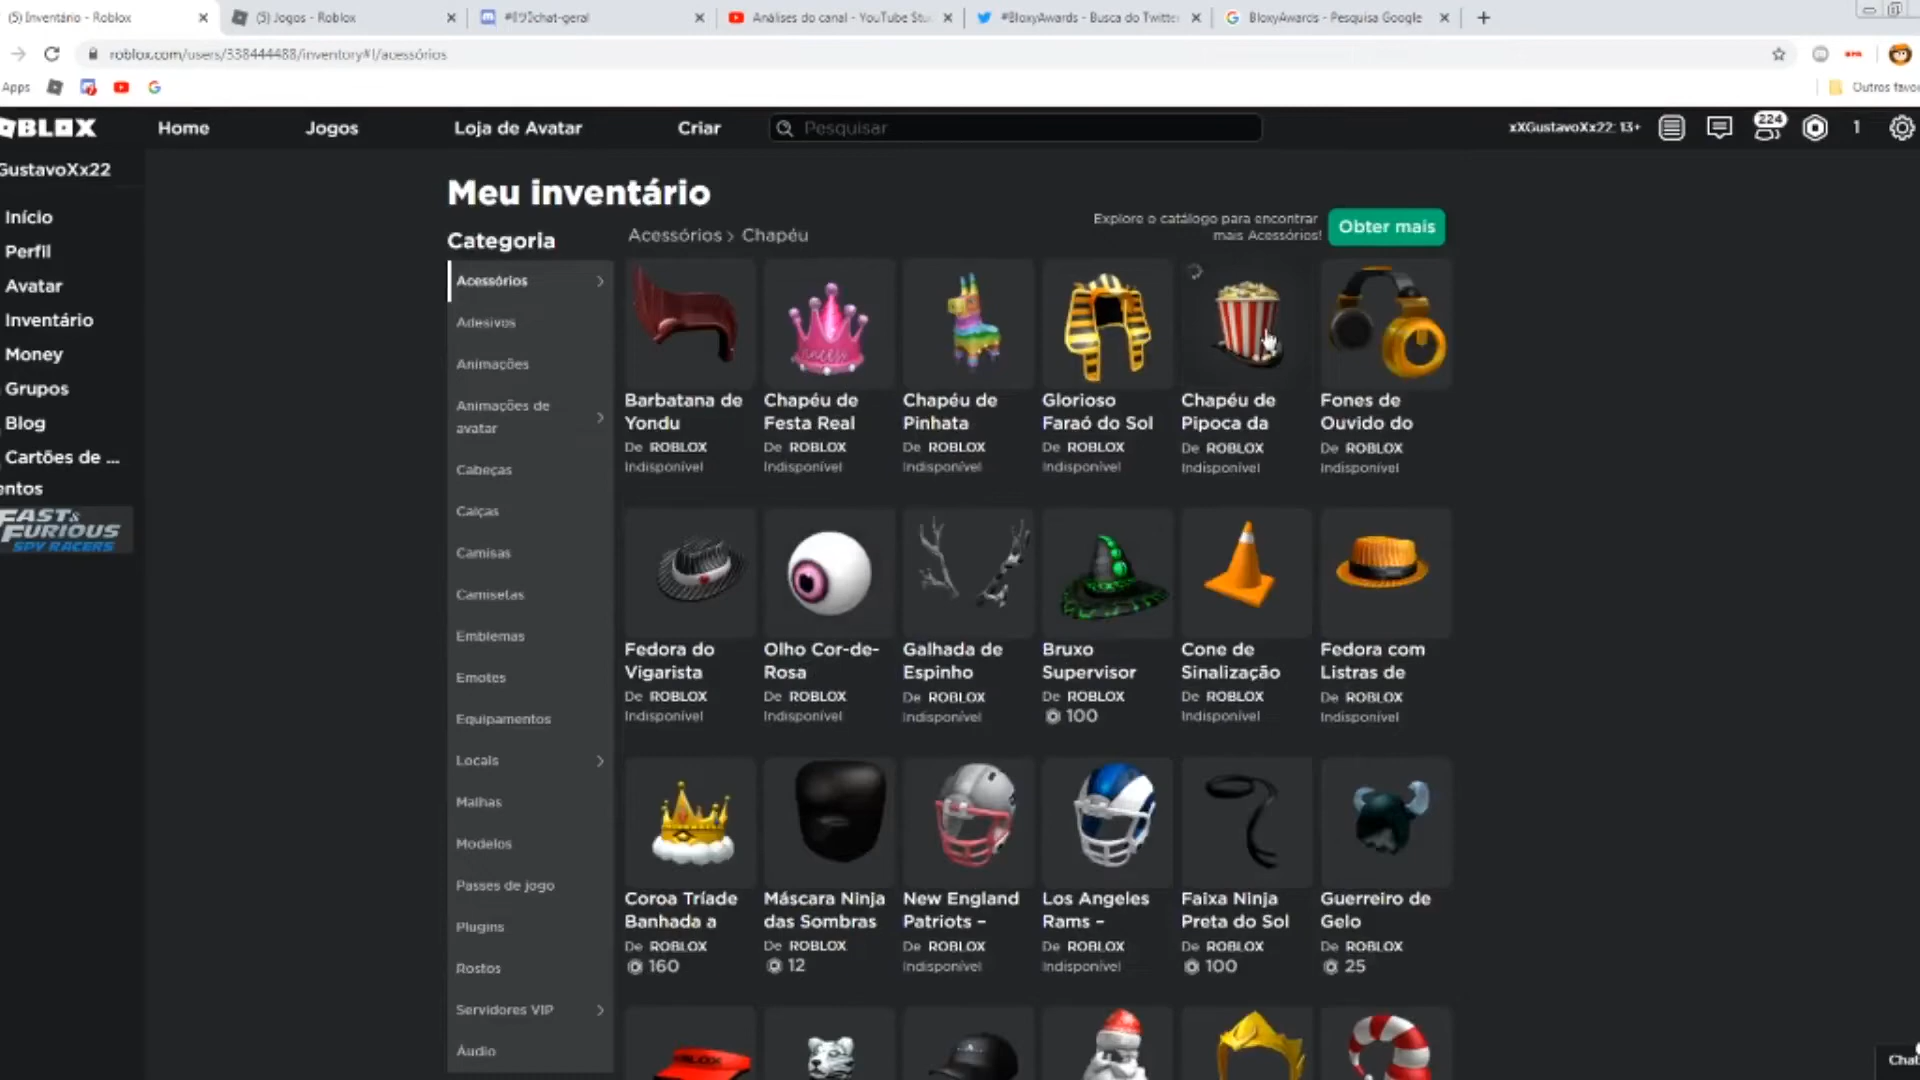 (5) Inventário - Roblox
(5) Jogos - Roblox
Análises do canal - YouTube Stu
#BloxyAwards - Busca do Twitter
BloxyAwards - Pesquisa Google
roblox.com/users/338444488/inventory#!/acessórios
Apps
Outros favor
ROBLOX
Home
Jogos
Loja de Avatar
Criar
Pesquisar
xXGustavoXx22: 13+
224
1
GustavoXx22
Início
Perfil
Avatar
Inventário
Money
Grupos
Blog
Cartões de ...
entos
FAST &
FURIOUS
SPY RACERS
Meu inventário
Explore o catálogo para encontrar
mais Acessórios!
Obter mais
Categoria
Acessórios > Chapéu
Acessórios
Adesivos
Animações
Animações de
avatar
Cabeças
Calças
Camisas
Camisetas
Emblemas
Emotes
Equipamentos
Locais
Malhas
Modelos
Passes de jogo
Plugins
Rostos
Servidores VIP
Áudio
Barbatana de
Yondu
De ROBLOX
Indisponível
Chapéu de
Festa Real
De ROBLOX
Indisponível
Chapéu de
Pinhata
De ROBLOX
Indisponível
Glorioso
Faraó do Sol
De ROBLOX
Indisponível
Chapéu de
Pipoca da
De ROBLOX
Indisponível
Fones de
Ouvido do
De ROBLOX
Indisponível
Fedora do
Vigarista
De ROBLOX
Indisponível
Olho Cor-de-
Rosa
De ROBLOX
Indisponível
Galhada de
Espinho
De ROBLOX
Indisponível
Bruxo
Supervisor
De ROBLOX
100
Cone de
Sinalização
De ROBLOX
Indisponível
Fedora com
Listras de
De ROBLOX
Indisponível
Coroa Tríade
Banhada a
De ROBLOX
160
Máscara Ninja
das Sombras
De ROBLOX
12
New England
Patriots –
De ROBLOX
Indisponível
Los Angeles
Rams –
De ROBLOX
Indisponível
Faixa Ninja
Preta do Sol
De ROBLOX
100
Guerreiro de
Gelo
De ROBLOX
25
Chat